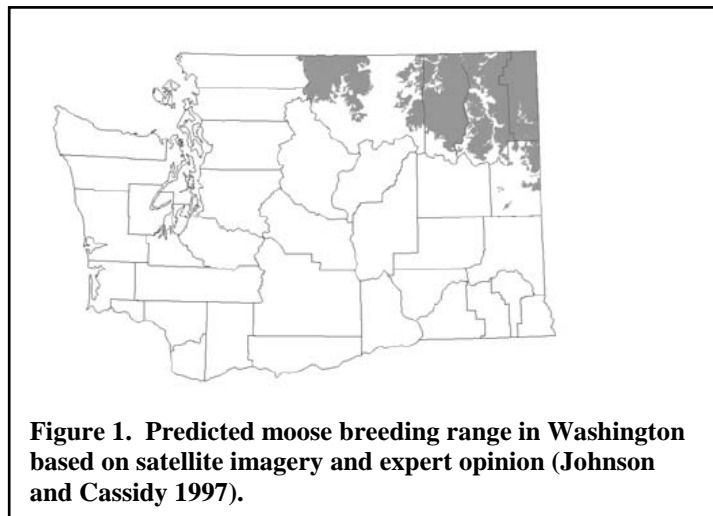 Figure 1.  Predicted moose breeding range in Washington
based on satellite imagery and expert opinion (Johnson
and Cassidy 1997).